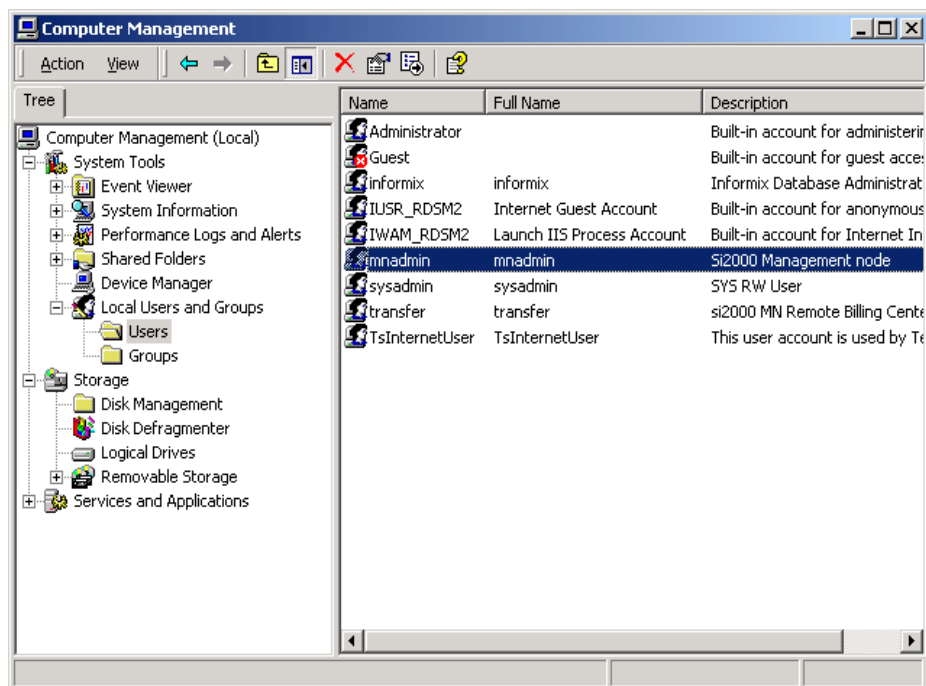 Computer Management
Action View
Tree
Computer Management (Local)
System Tools
Event Viewer
System Information
Performance Logs and Alerts
Shared Folders
Device Manager
Local Users and Groups
Users
Groups
Storage
Disk Management
Disk Defragmenter
Logical Drives
Removable Storage
Services and Applications
Name Full Name Description
Administrator Built-in account for administerin
Guest Built-in account for guest acces
informix informix Informix Database Administrat
IUSR_RDSM2 Internet Guest Account Built-in account for anonymous
IWAM_RDSM2 Launch IIS Process Account Built-in account for Internet In
mnadmin mnadmin Si2000 Management node
sysadmin sysadmin SYS RW User
transfer transfer si2000 MN Remote Billing Cente
TsInternetUser TsInternetUser This user account is used by Te